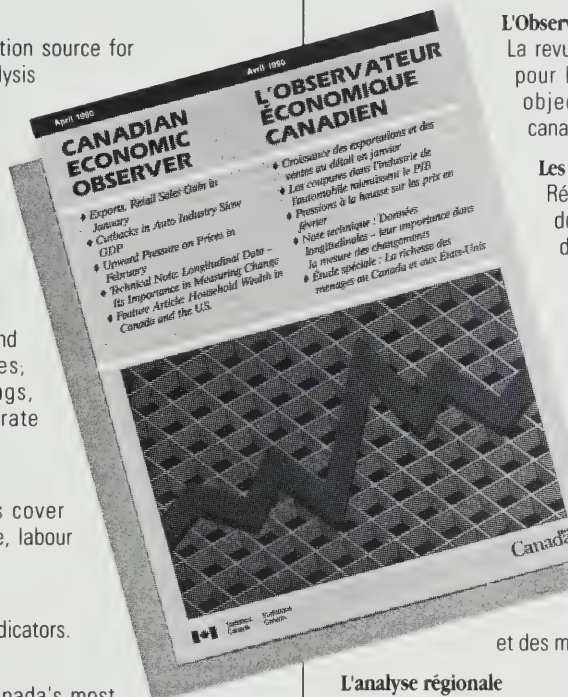 tion source for
lysis
nd
es;
ogs,
rate
s cover
e, labour
dicators.
nada's most
April 1990
CANADIAN
ECONOMIC
OBSERVER
♦ Exports, Retail Sales Gain in
January
♦ Cutbacks in Auto Industry Slow
GDP
♦ Upward Pressure on Prices in
February
♦ Technical Note: Longitudinal Data –
Its Importance in Measuring Change
♦ Feature Article: Household Wealth in
Canada and the U.S.
Avril 1990
L'OBSERVATEUR
ÉCONOMIQUE
CANADIEN
♦ Croissance des exportations et des
ventes au détail en janvier
♦ Les coupures dans l'industrie de
l'automobile ralentissent le PIB
♦ Pressions à la hausse sur les prix en
février
♦ Note technique : Données
longitudinales – leur importance dans
la mesure des changements
♦ Étude spéciale : La richesse des
ménages au Canada et aux États-Unis
Statistics Statistique
Canada Canada
Canada
L'Observ
La revu
pour l
objec
cana
Les
Ré
de
d
et des m
L'analyse régionale